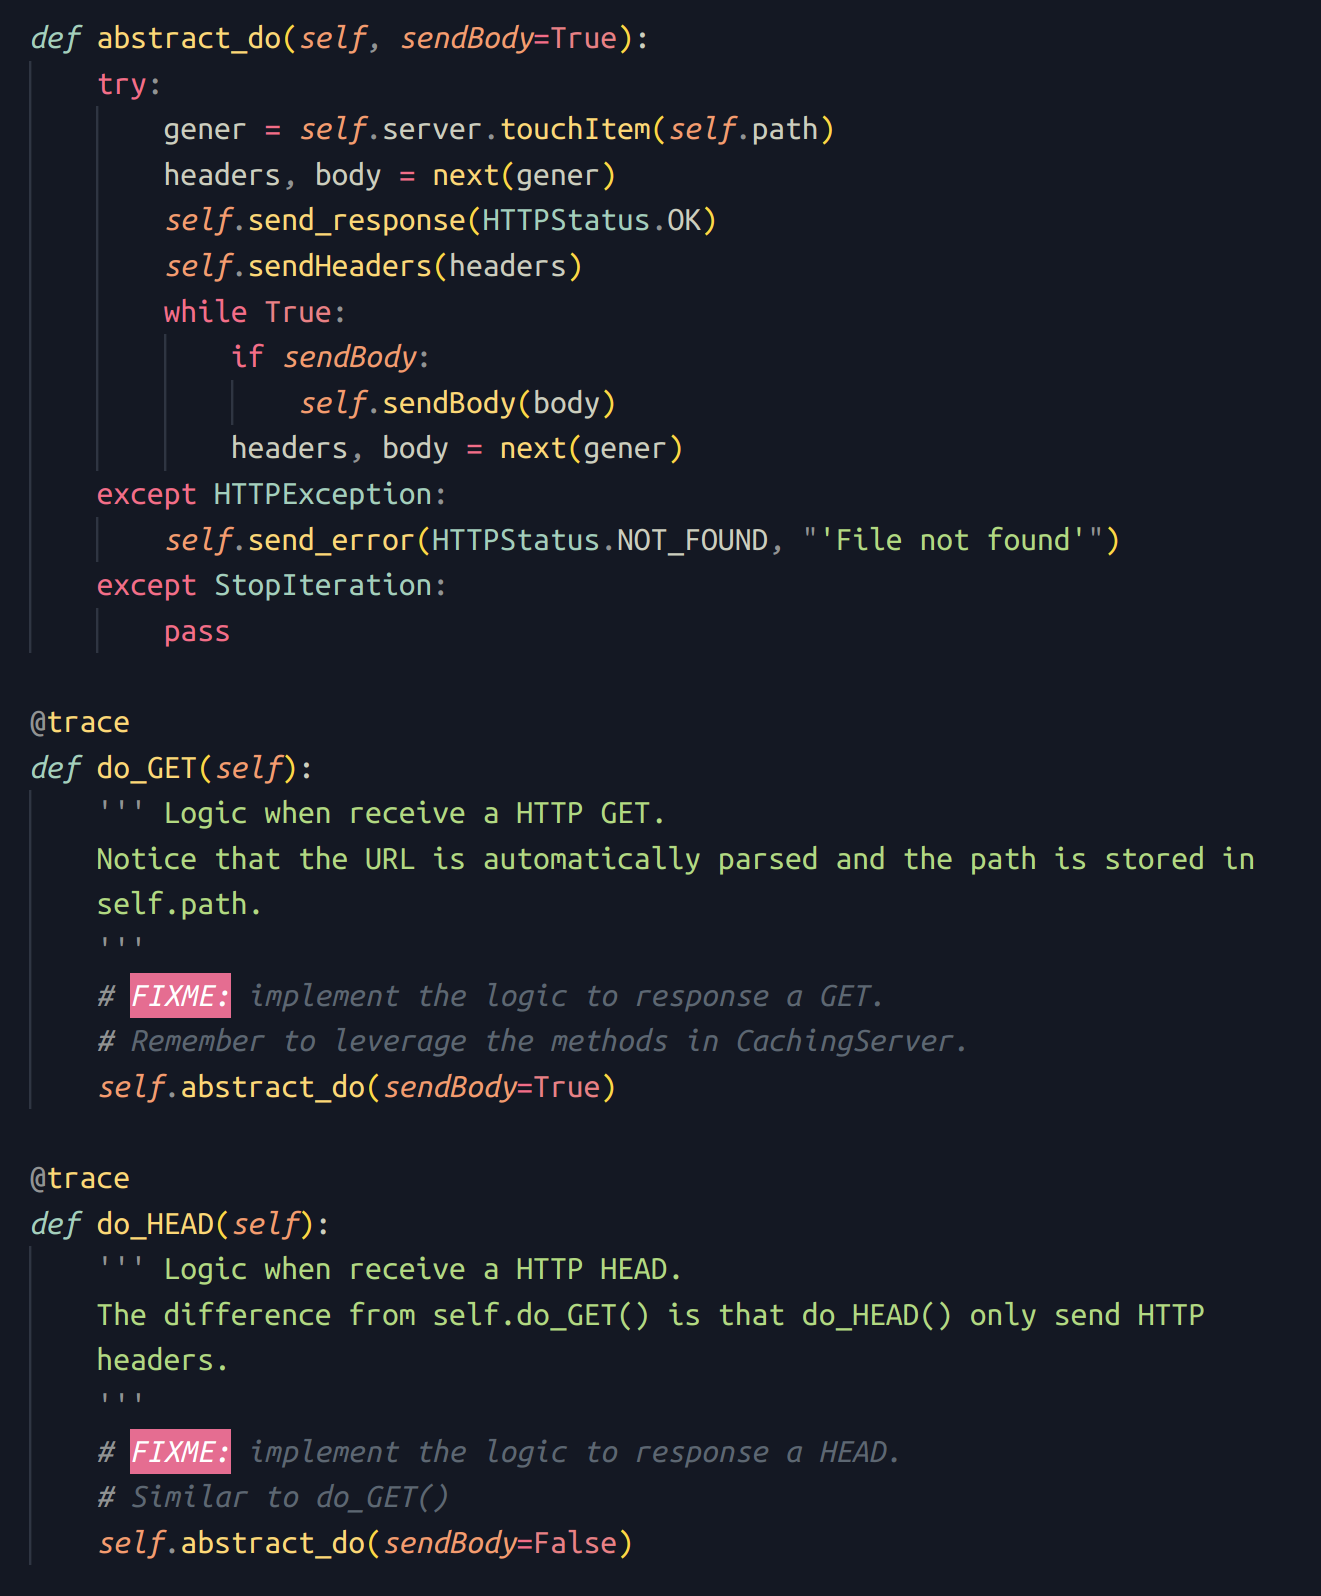 def abstract_do(self, sendBody=True):
    try:
        gener = self.server.touchItem(self.path)
        headers, body = next(gener)
        self.send_response(HTTPStatus.OK)
        self.sendHeaders(headers)
        while True:
            if sendBody:
                self.sendBody(body)
            headers, body = next(gener)
    except HTTPException:
        self.send_error(HTTPStatus.NOT_FOUND, "'File not found'")
    except StopIteration:
        pass

@trace
def do_GET(self):
    ''' Logic when receive a HTTP GET.
    Notice that the URL is automatically parsed and the path is stored in
    self.path.
    '''
    # FIXME: implement the logic to response a GET.
    # Remember to leverage the methods in CachingServer.
    self.abstract_do(sendBody=True)

@trace
def do_HEAD(self):
    ''' Logic when receive a HTTP HEAD.
    The difference from self.do_GET() is that do_HEAD() only send HTTP
    headers.
    '''
    # FIXME: implement the logic to response a HEAD.
    # Similar to do_GET()
    self.abstract_do(sendBody=False)